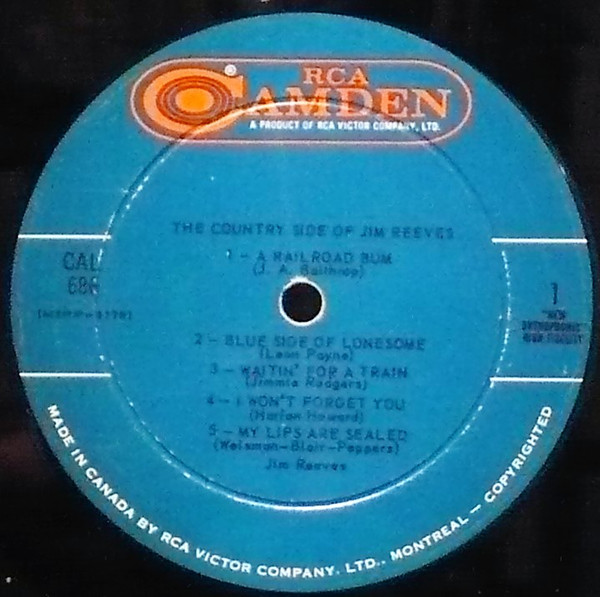 RCA
CAMDEN
®
A PRODUCT OF RCA VICTOR COMPANY, LTD.
THE COUNTRY SIDE OF JIM REEVES
1 – A RAILROAD BUM
(J. A. Balthrop)
CAL
686
1
2 – BLUE SIDE OF LONESOME
(Leon Payne)
3 – WAITIN' FOR A TRAIN
(Jimmie Rodgers)
4 – I WON'T FORGET YOU
(Harlan Howard)
5 – MY LIPS ARE SEALED
(Weisman–Blair–Peppers)
Jim Reeves
MADE IN CANADA BY RCA VICTOR COMPANY, LTD., MONTREAL — COPYRIGHTED